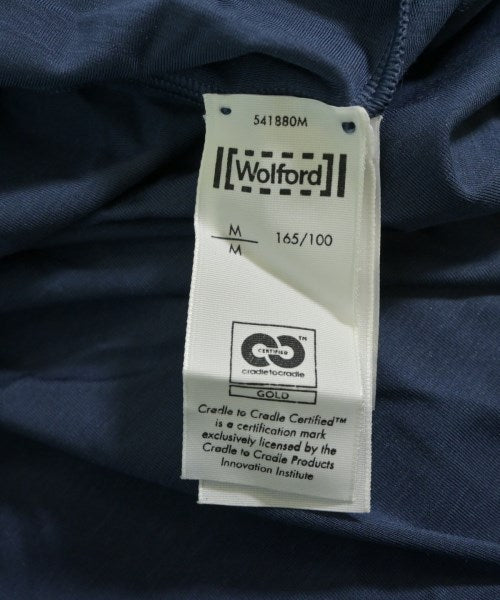 541880M
Wolford
M
M
165/100
CERTIFIED
TM
cradletocradle
GOLD
Cradle to Cradle Certified™
is a certification mark
exclusively licensed by the
Cradle to Cradle Products
Innovation Institute